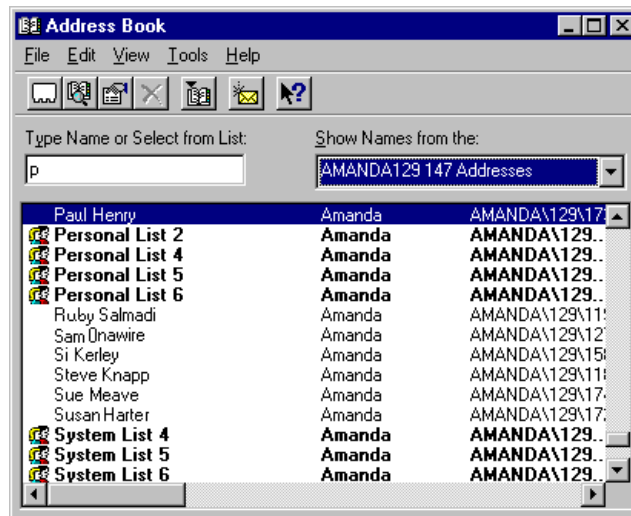 Address Book
File Edit View Tools Help
Type Name or Select from List: Show Names from the:
p AMANDA129 147 Addresses
Paul Henry Amanda AMANDA\129\17
Personal List 2 Amanda AMANDA\129..
Personal List 4 Amanda AMANDA\129..
Personal List 5 Amanda AMANDA\129..
Personal List 6 Amanda AMANDA\129..
Ruby Salmadi Amanda AMANDA\129\11
Sam Onawire Amanda AMANDA\129\12
Si Kerley Amanda AMANDA\129\15
Steve Knapp Amanda AMANDA\129\11
Sue Meave Amanda AMANDA\129\17
Susan Harter Amanda AMANDA\129\17
System List 4 Amanda AMANDA\129..
System List 5 Amanda AMANDA\129..
System List 6 Amanda AMANDA\129..